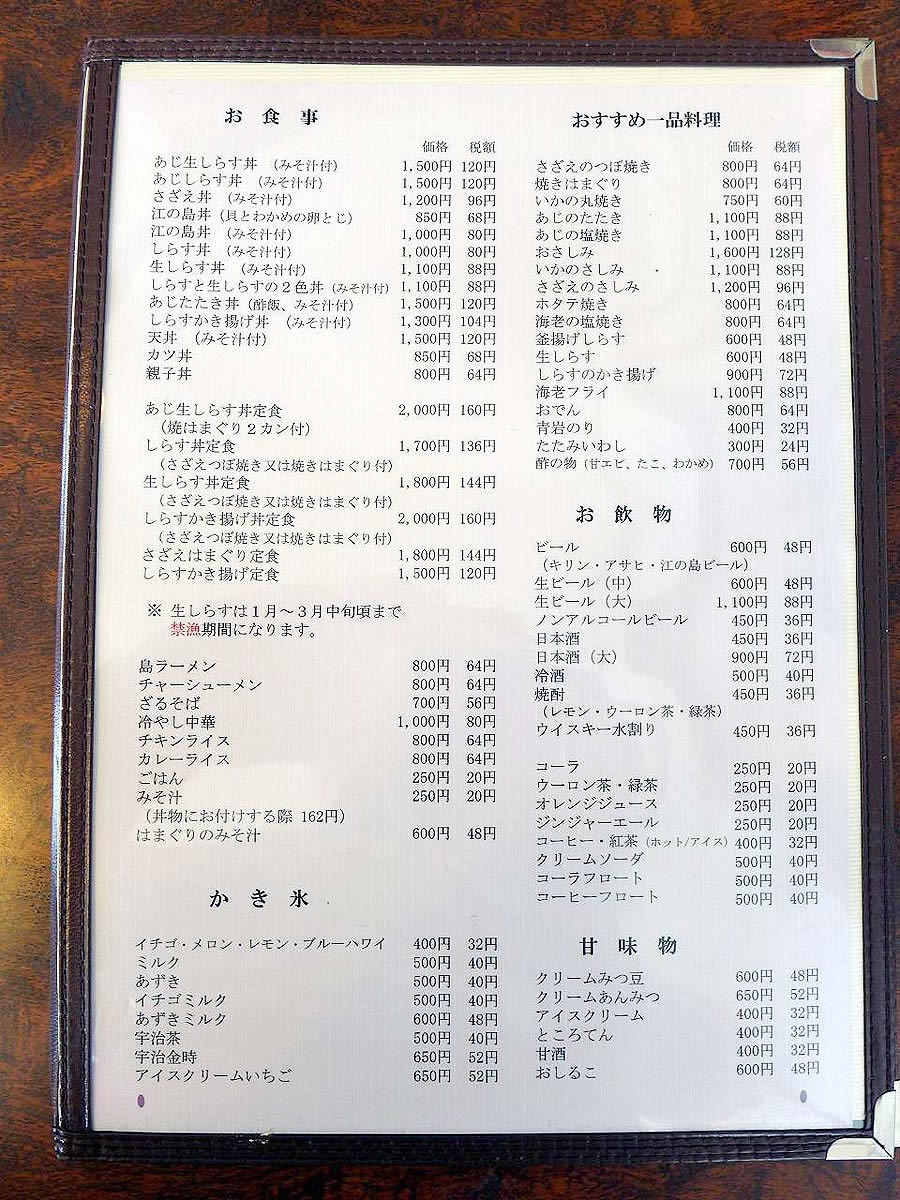 お食事
価格 税額
あじ生しらす丼 （みそ汁付） 1,500円 120円
あじしらす丼 （みそ汁付） 1,500円 120円
さざえ丼 （みそ汁付） 1,200円 96円
江の島丼（貝とわかめの卵とじ） 850円 68円
江の島丼 （みそ汁付） 1,000円 80円
しらす丼 （みそ汁付） 1,000円 80円
生しらす丼 （みそ汁付） 1,100円 88円
しらすと生しらすの２色丼（みそ汁付） 1,100円 88円
あじたたき丼（酢飯、みそ汁付） 1,500円 120円
しらすかき揚げ丼 （みそ汁付） 1,300円 104円
天丼 （みそ汁付） 1,500円 120円
カツ丼 850円 68円
親子丼 800円 64円
あじ生しらす丼定食 2,000円 160円
（焼はまぐり２カン付）
しらす丼定食 1,700円 136円
（さざえつぼ焼き又は焼きはまぐり付）
生しらす丼定食 1,800円 144円
（さざえつぼ焼き又は焼きはまぐり付）
しらすかき揚げ丼定食 2,000円 160円
（さざえつぼ焼き又は焼きはまぐり付）
さざえはまぐり定食 1,800円 144円
しらすかき揚げ定食 1,500円 120円
※ 生しらすは１月～３月中旬頃まで
禁漁期間になります。
島ラーメン 800円 64円
チャーシューメン 800円 64円
ざるそば 700円 56円
冷やし中華 1,000円 80円
チキンライス 800円 64円
カレーライス 800円 64円
ごはん 250円 20円
みそ汁 250円 20円
（丼物にお付けする際 162円）
はまぐりのみそ汁 600円 48円
かき氷
イチゴ・メロン・レモン・ブルーハワイ 400円 32円
ミルク 500円 40円
あずき 500円 40円
イチゴミルク 500円 40円
あずきミルク 600円 48円
宇治茶 500円 40円
宇治金時 650円 52円
アイスクリームいちご 650円 52円
おすすめ一品料理
価格 税額
さざえのつぼ焼き 800円 64円
焼きはまぐり 800円 64円
いかの丸焼き 750円 60円
あじのたたき 1,100円 88円
あじの塩焼き 1,100円 88円
おさしみ 1,600円 128円
いかのさしみ 1,100円 88円
さざえのさしみ 1,200円 96円
ホタテ焼き 800円 64円
海老の塩焼き 800円 64円
釜揚げしらす 600円 48円
生しらす 600円 48円
しらすのかき揚げ 900円 72円
海老フライ 1,100円 88円
おでん 800円 64円
青岩のり 400円 32円
たたみいわし 300円 24円
酢の物（甘エビ、たこ、わかめ） 700円 56円
お飲物
ビール 600円 48円
（キリン・アサヒ・江の島ビール）
生ビール（中） 600円 48円
生ビール（大） 1,100円 88円
ノンアルコールビール 450円 36円
日本酒 450円 36円
日本酒（大） 900円 72円
冷酒 500円 40円
焼酎 450円 36円
（レモン・ウーロン茶・緑茶）
ウイスキー水割り 450円 36円
コーラ 250円 20円
ウーロン茶・緑茶 250円 20円
オレンジジュース 250円 20円
ジンジャーエール 250円 20円
コーヒー・紅茶（ホット/アイス） 400円 32円
クリームソーダ 500円 40円
コーラフロート 500円 40円
コーヒーフロート 500円 40円
甘味物
クリームみつ豆 600円 48円
クリームあんみつ 650円 52円
アイスクリーム 400円 32円
ところてん 400円 32円
甘酒 400円 32円
おしるこ 600円 48円